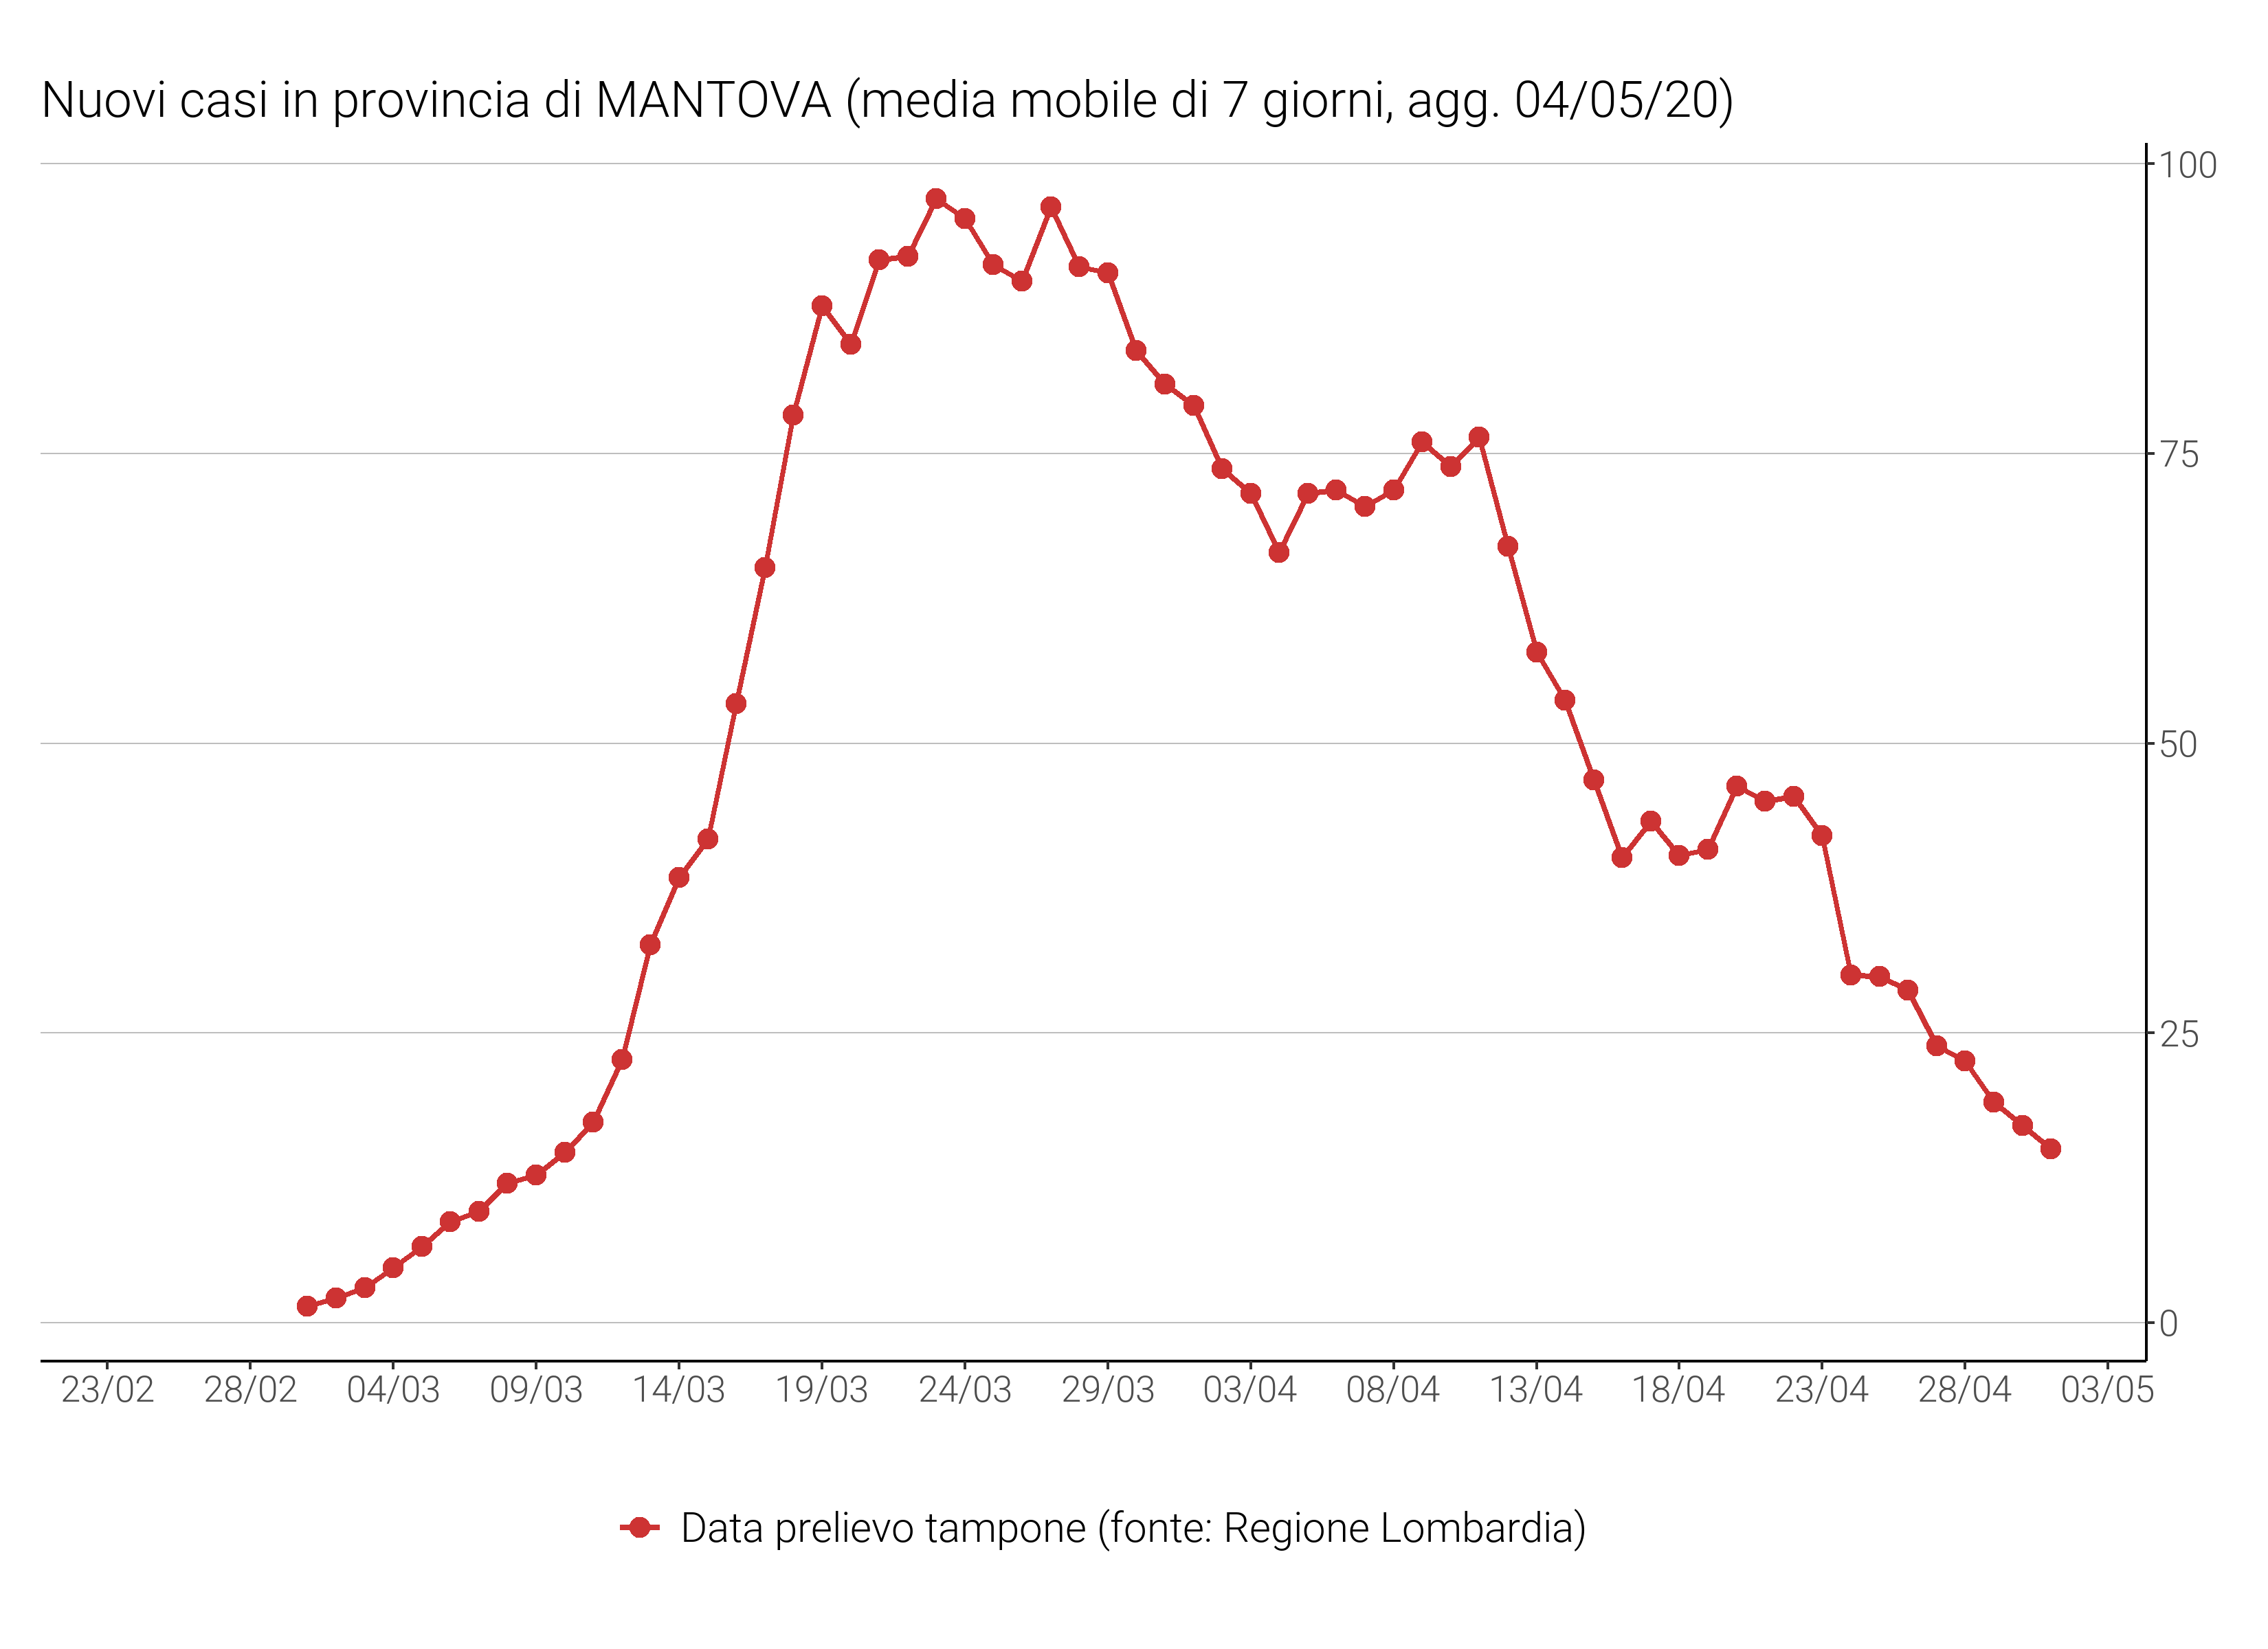 Nuovi casi in provincia di MANTOVA (media mobile di 7 giorni, agg. 04/05/20)
100
75
50
25
0
23/02 28/02 04/03 09/03 14/03 19/03 24/03 29/03 03/04 08/04 13/04 18/04 23/04 28/04 03/05
Data prelievo tampone (fonte: Regione Lombardia)